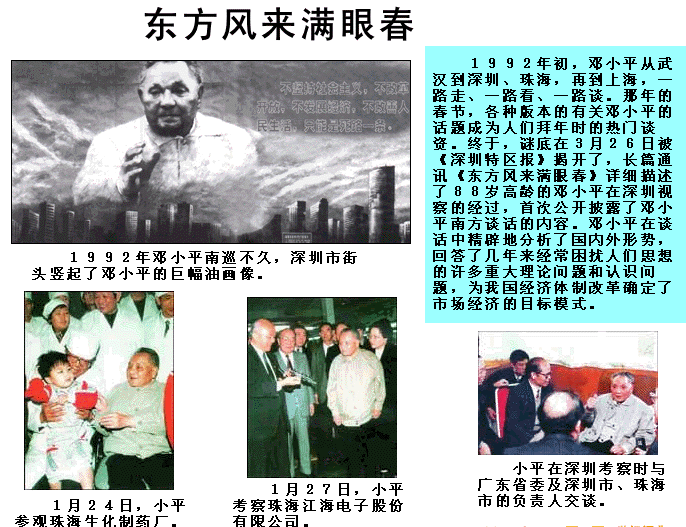 东方风来满眼春
不坚持社会主义，不改革
开放，不发展经济，不改善人
民生活，只能是死路一条。
１９９２年邓小平南巡不久，深圳市街
头竖起了邓小平的巨幅油画像。
１９９２年初，邓小平从武
汉到深圳、珠海，再到上海，一
路走、一路看、一路谈。那年的
春节，各种版本的有关邓小平的
话题成为人们拜年时的热门谈
资。终于，谜底在３月２６日被
《深圳特区报》揭开了，长篇通
讯《东方风来满眼春》详细描述
了８８岁高龄的邓小平在深圳视
察的经过，首次公开披露了邓小
平南方谈话的内容。邓小平在谈
话中精辟地分析了国内外形势，
回答了几年来经常困扰人们思想
的许多重大理论问题和认识问
题，为我国经济体制改革确定了
市场经济的目标模式。
１月２４日，小平
参观珠海生化制药厂。
１月２７日，小平
考察珠海江海电子股份
有限公司。
小平在深圳考察时与
广东省委及深圳市、珠海
市的负责人交谈。